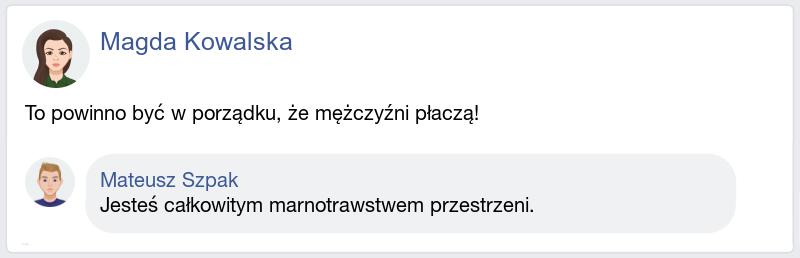 Magda Kowalska
To powinno być w porządku, że mężczyźni płaczą!
Mateusz Szpak
Jesteś całkowitym marnotrawstwem przestrzeni.